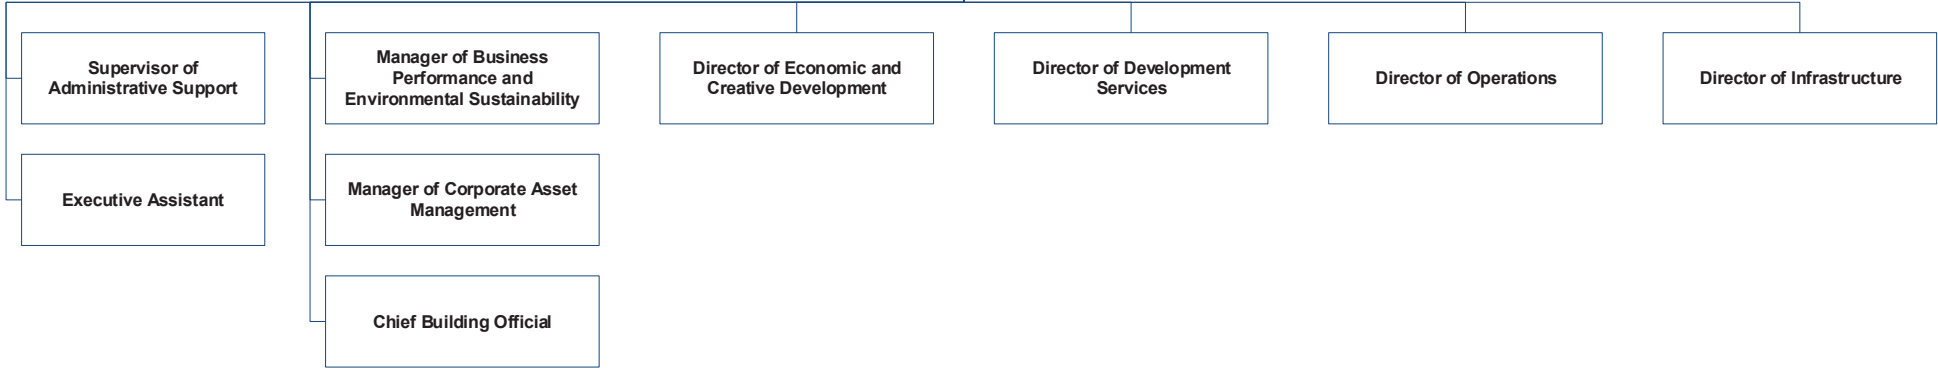 Supervisor of
Administrative Support
Manager of Business
Performance and
Environmental Sustainability
Director of Economic and
Creative Development
Director of Development
Services
Director of Operations
Director of Infrastructure
Executive Assistant
Manager of Corporate Asset
Management
Chief Building Official